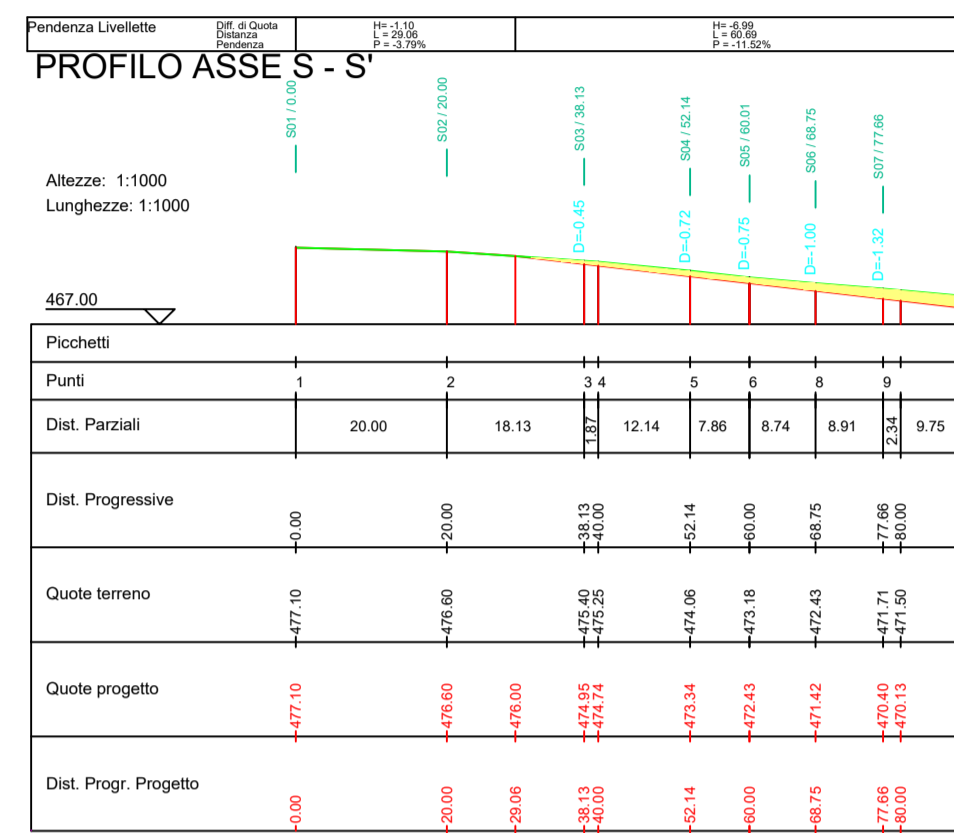 Pendenza Livellette
Diff. di Quota
Distanza
Pendenza
H= -1.10
L = 29.06
P = -3.79%
H= -6.99
L = 60.69
P = -11.52%
PROFILO ASSE S - S'
S01 / 0.00
S02 / 20.00
S03 / 38.13
S04 / 52.14
S05 / 60.01
S06 / 68.75
S07 / 77.66
Altezze: 1:1000
Lunghezze: 1:1000
D=-0.45
D=-0.72
D=-0.75
D=-1.00
D=-1.32
467.00
Picchetti
Punti 1 2 3 4 5 6 8 9
Dist. Parziali 20.00 18.13 1.87 12.14 7.86 8.74 8.91 2.34 9.75
Dist. Progressive 0.00 20.00 38.13 40.00 52.14 60.00 68.75 77.66 80.00
Quote terreno 477.10 476.60 475.40 475.25 474.06 473.18 472.43 471.71 471.50
Quote progetto 477.10 476.60 476.00 474.95 474.74 473.34 472.43 471.42 470.40 470.13
Dist. Progr. Progetto 0.00 20.00 29.06 38.13 40.00 52.14 60.00 68.75 77.66 80.00